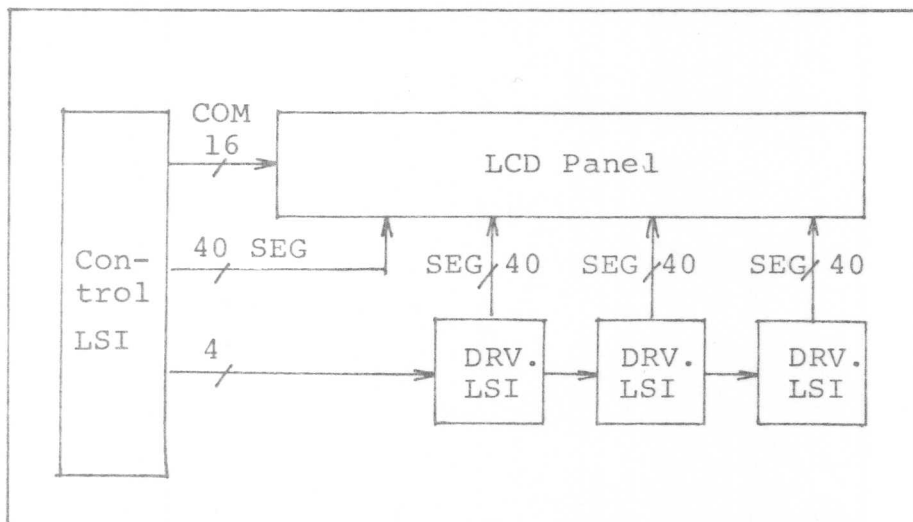 COM
16
LCD Panel
40 SEG
SEG 40
SEG 40
SEG 40
Con-
trol
LSI
4
DRV.
LSI
DRV.
LSI
DRV.
LSI